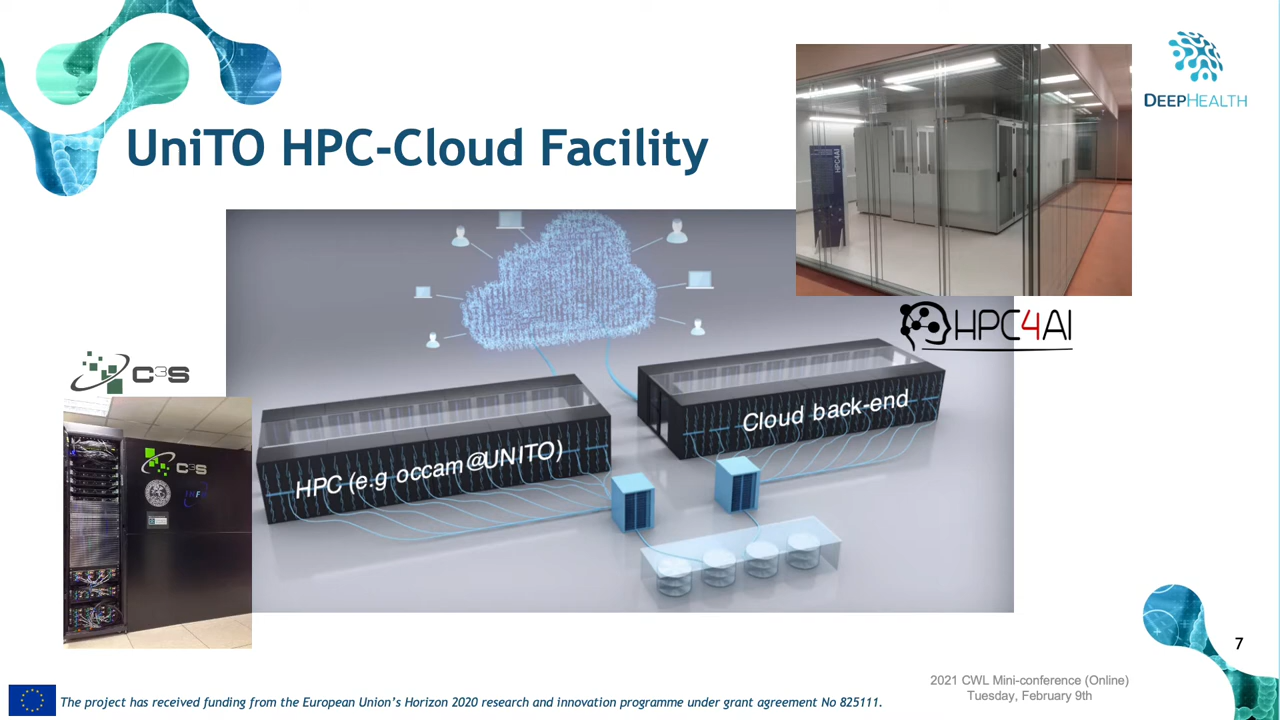 DEEPHEALTH
UniTO HPC-Cloud Facility
HPC4AI
HPC4AI
C3S
C3S
INFN
HPC (e.g occam@UNITO)
Cloud back-end
7
2021 CWL Mini-conference (Online)
Tuesday, February 9th
The project has received funding from the European Union’s Horizon 2020 research and innovation programme under grant agreement No 825111.